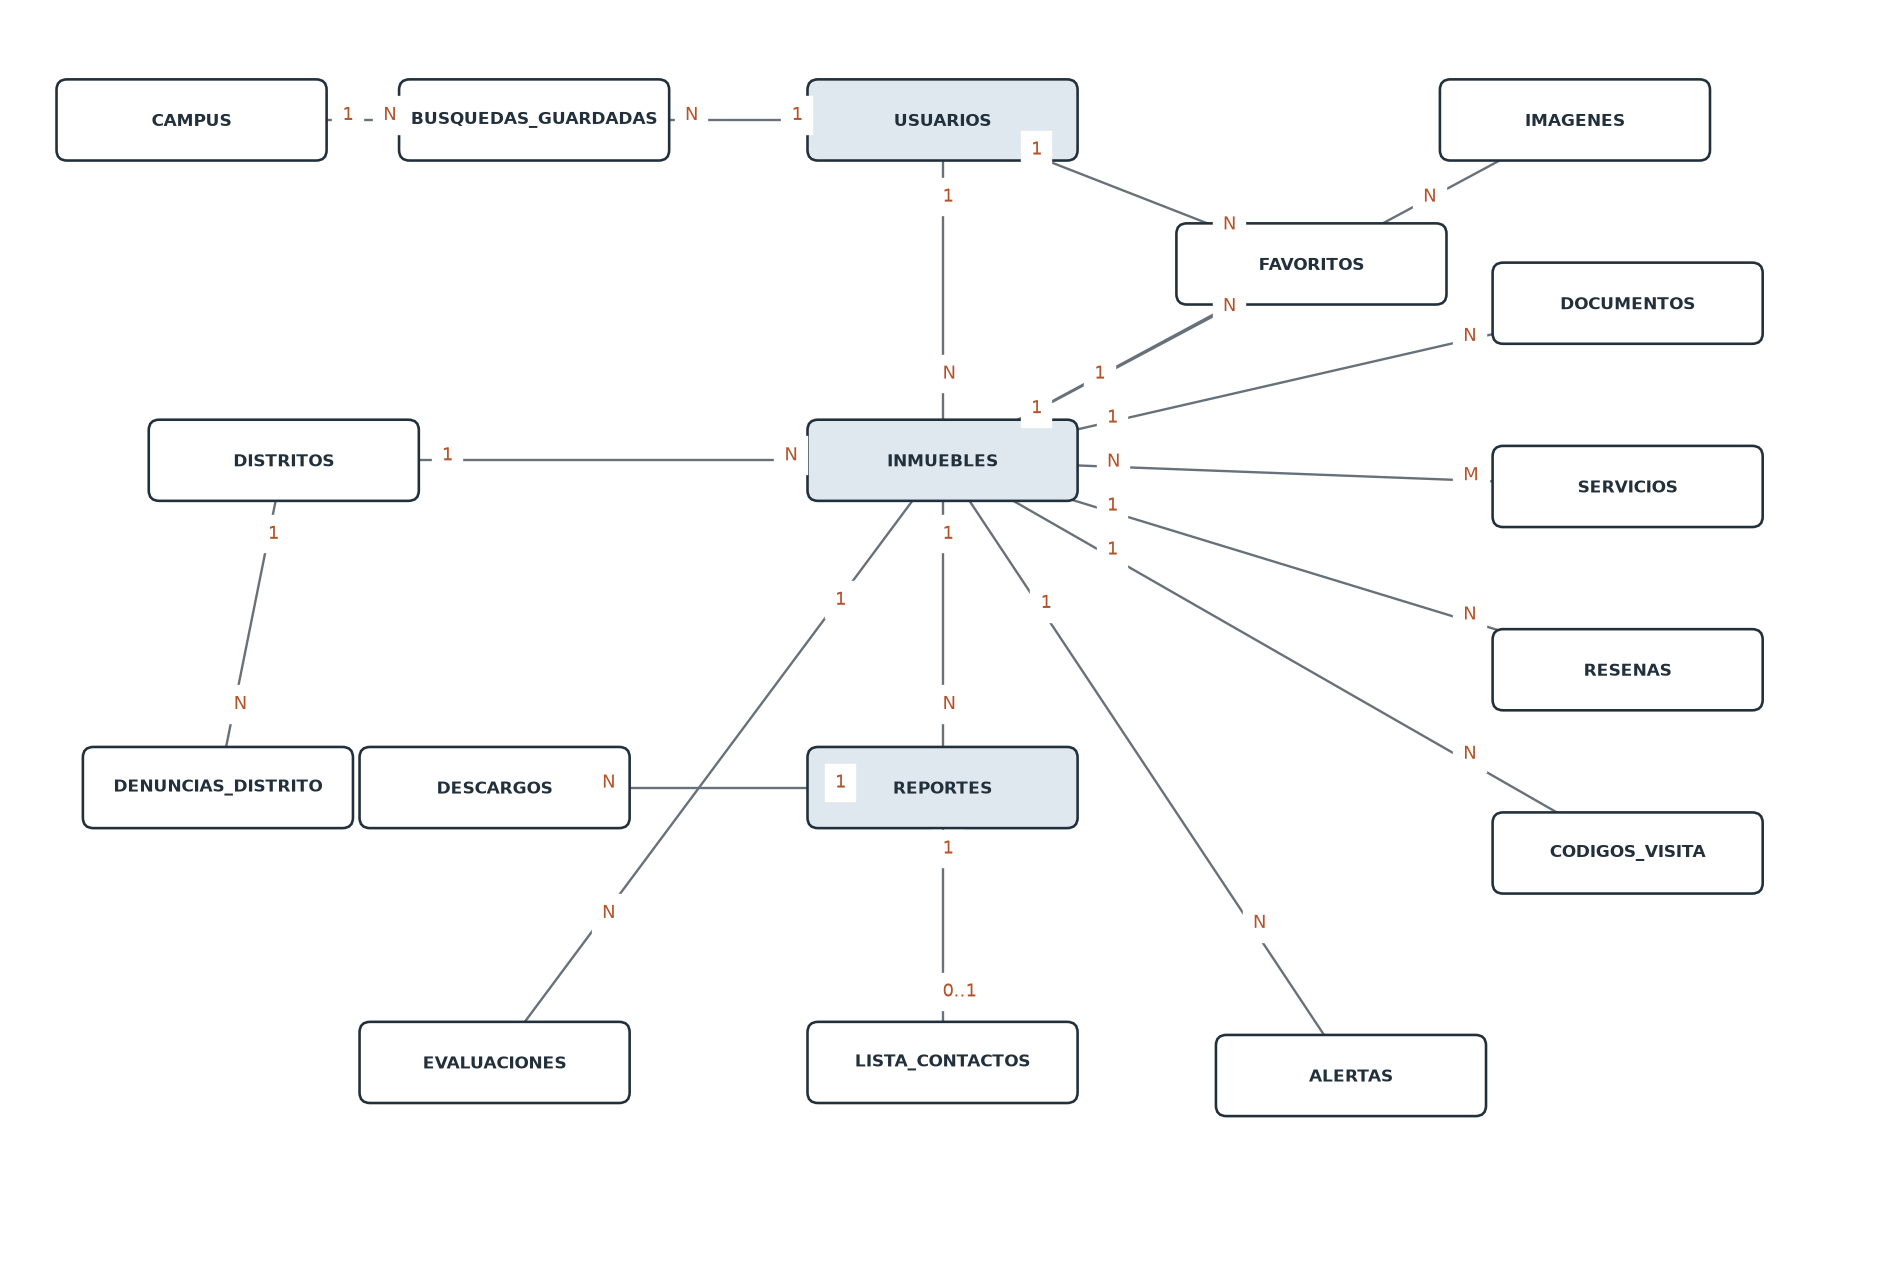 CAMPUS
1
N
BUSQUEDAS_GUARDADAS
N
1
USUARIOS
1
IMAGENES
1
N
N
FAVORITOS
N
DOCUMENTOS
N
N
1
1
1
DISTRITOS
1
N
INMUEBLES
N
M
SERVICIOS
1
1
1
1
1
1
N
RESENAS
N
N
N
CODIGOS_VISITA
DENUNCIAS_DISTRITO
DESCARGOS
N
1
REPORTES
1
N
N
0..1
EVALUACIONES
LISTA_CONTACTOS
ALERTAS